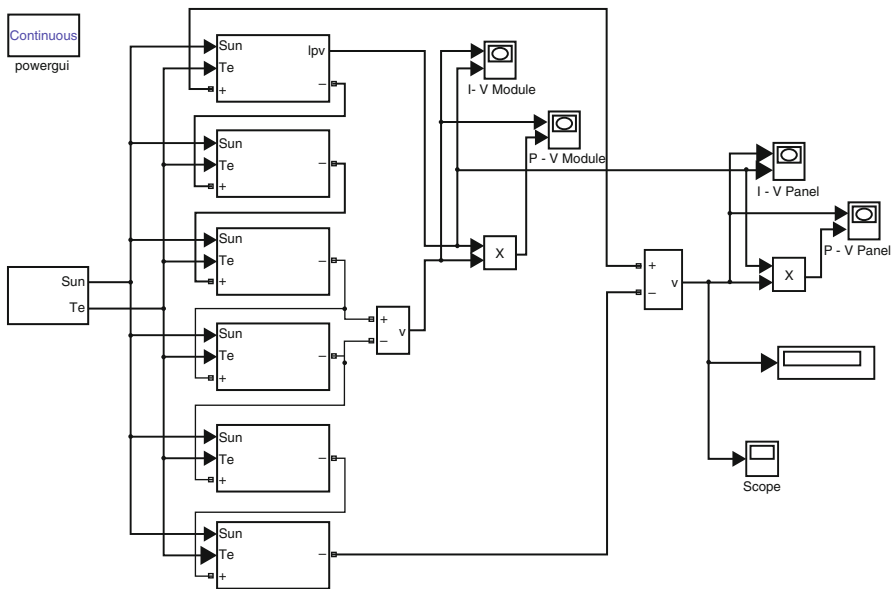 Continuous
powergui
Sun
Te
Sun
Te
+
Ipv
−
Sun
Te
+
−
Sun
Te
+
−
Sun
Te
+
−
Sun
Te
+
−
Sun
Te
+
−
+
−
v
I- V Module
P - V Module
X
+
−
v
I - V Panel
P - V Panel
X
Scope